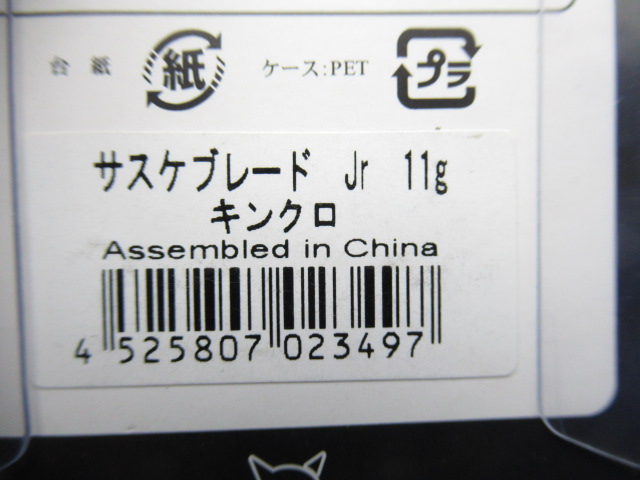 台紙 紙 ケース:PET プラ
サスケブレード Jr 11g
キンクロ
Assembled in China
4 525807 023497